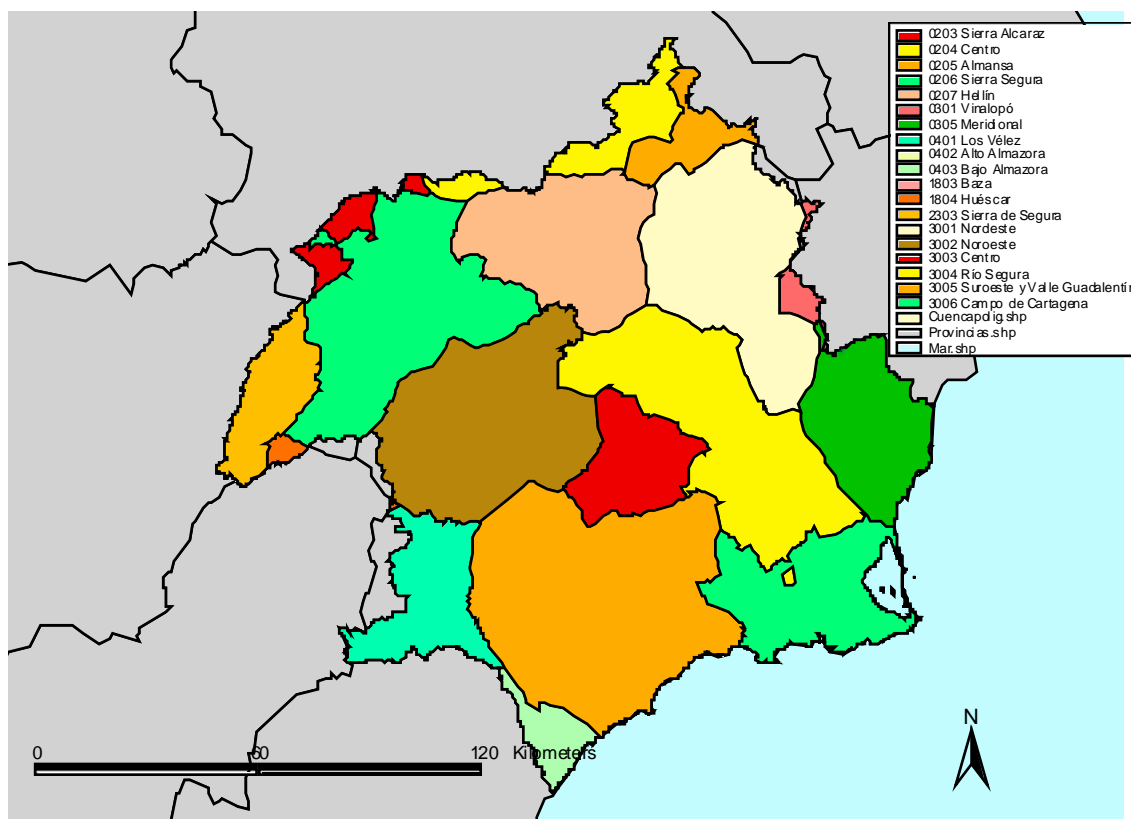 0203 Sierra Alcaraz
0204 Centro
0205 Almansa
0206 Sierra Segura
0207 Hellín
0301 Vinalopó
0305 Meridional
0401 Los Vélez
0402 Alto Almazora
0403 Bajo Almazora
1803 Baza
1804 Huéscar
2303 Sierra de Segura
3001 Nordeste
3002 Noroeste
3003 Centro
3004 Río Segura
3005 Suroeste y Valle Guadalentín
3006 Campo de Cartagena
Cuencapolig.shp
Provincias.shp
Mar.shp
N
0 60 120 Kilometers